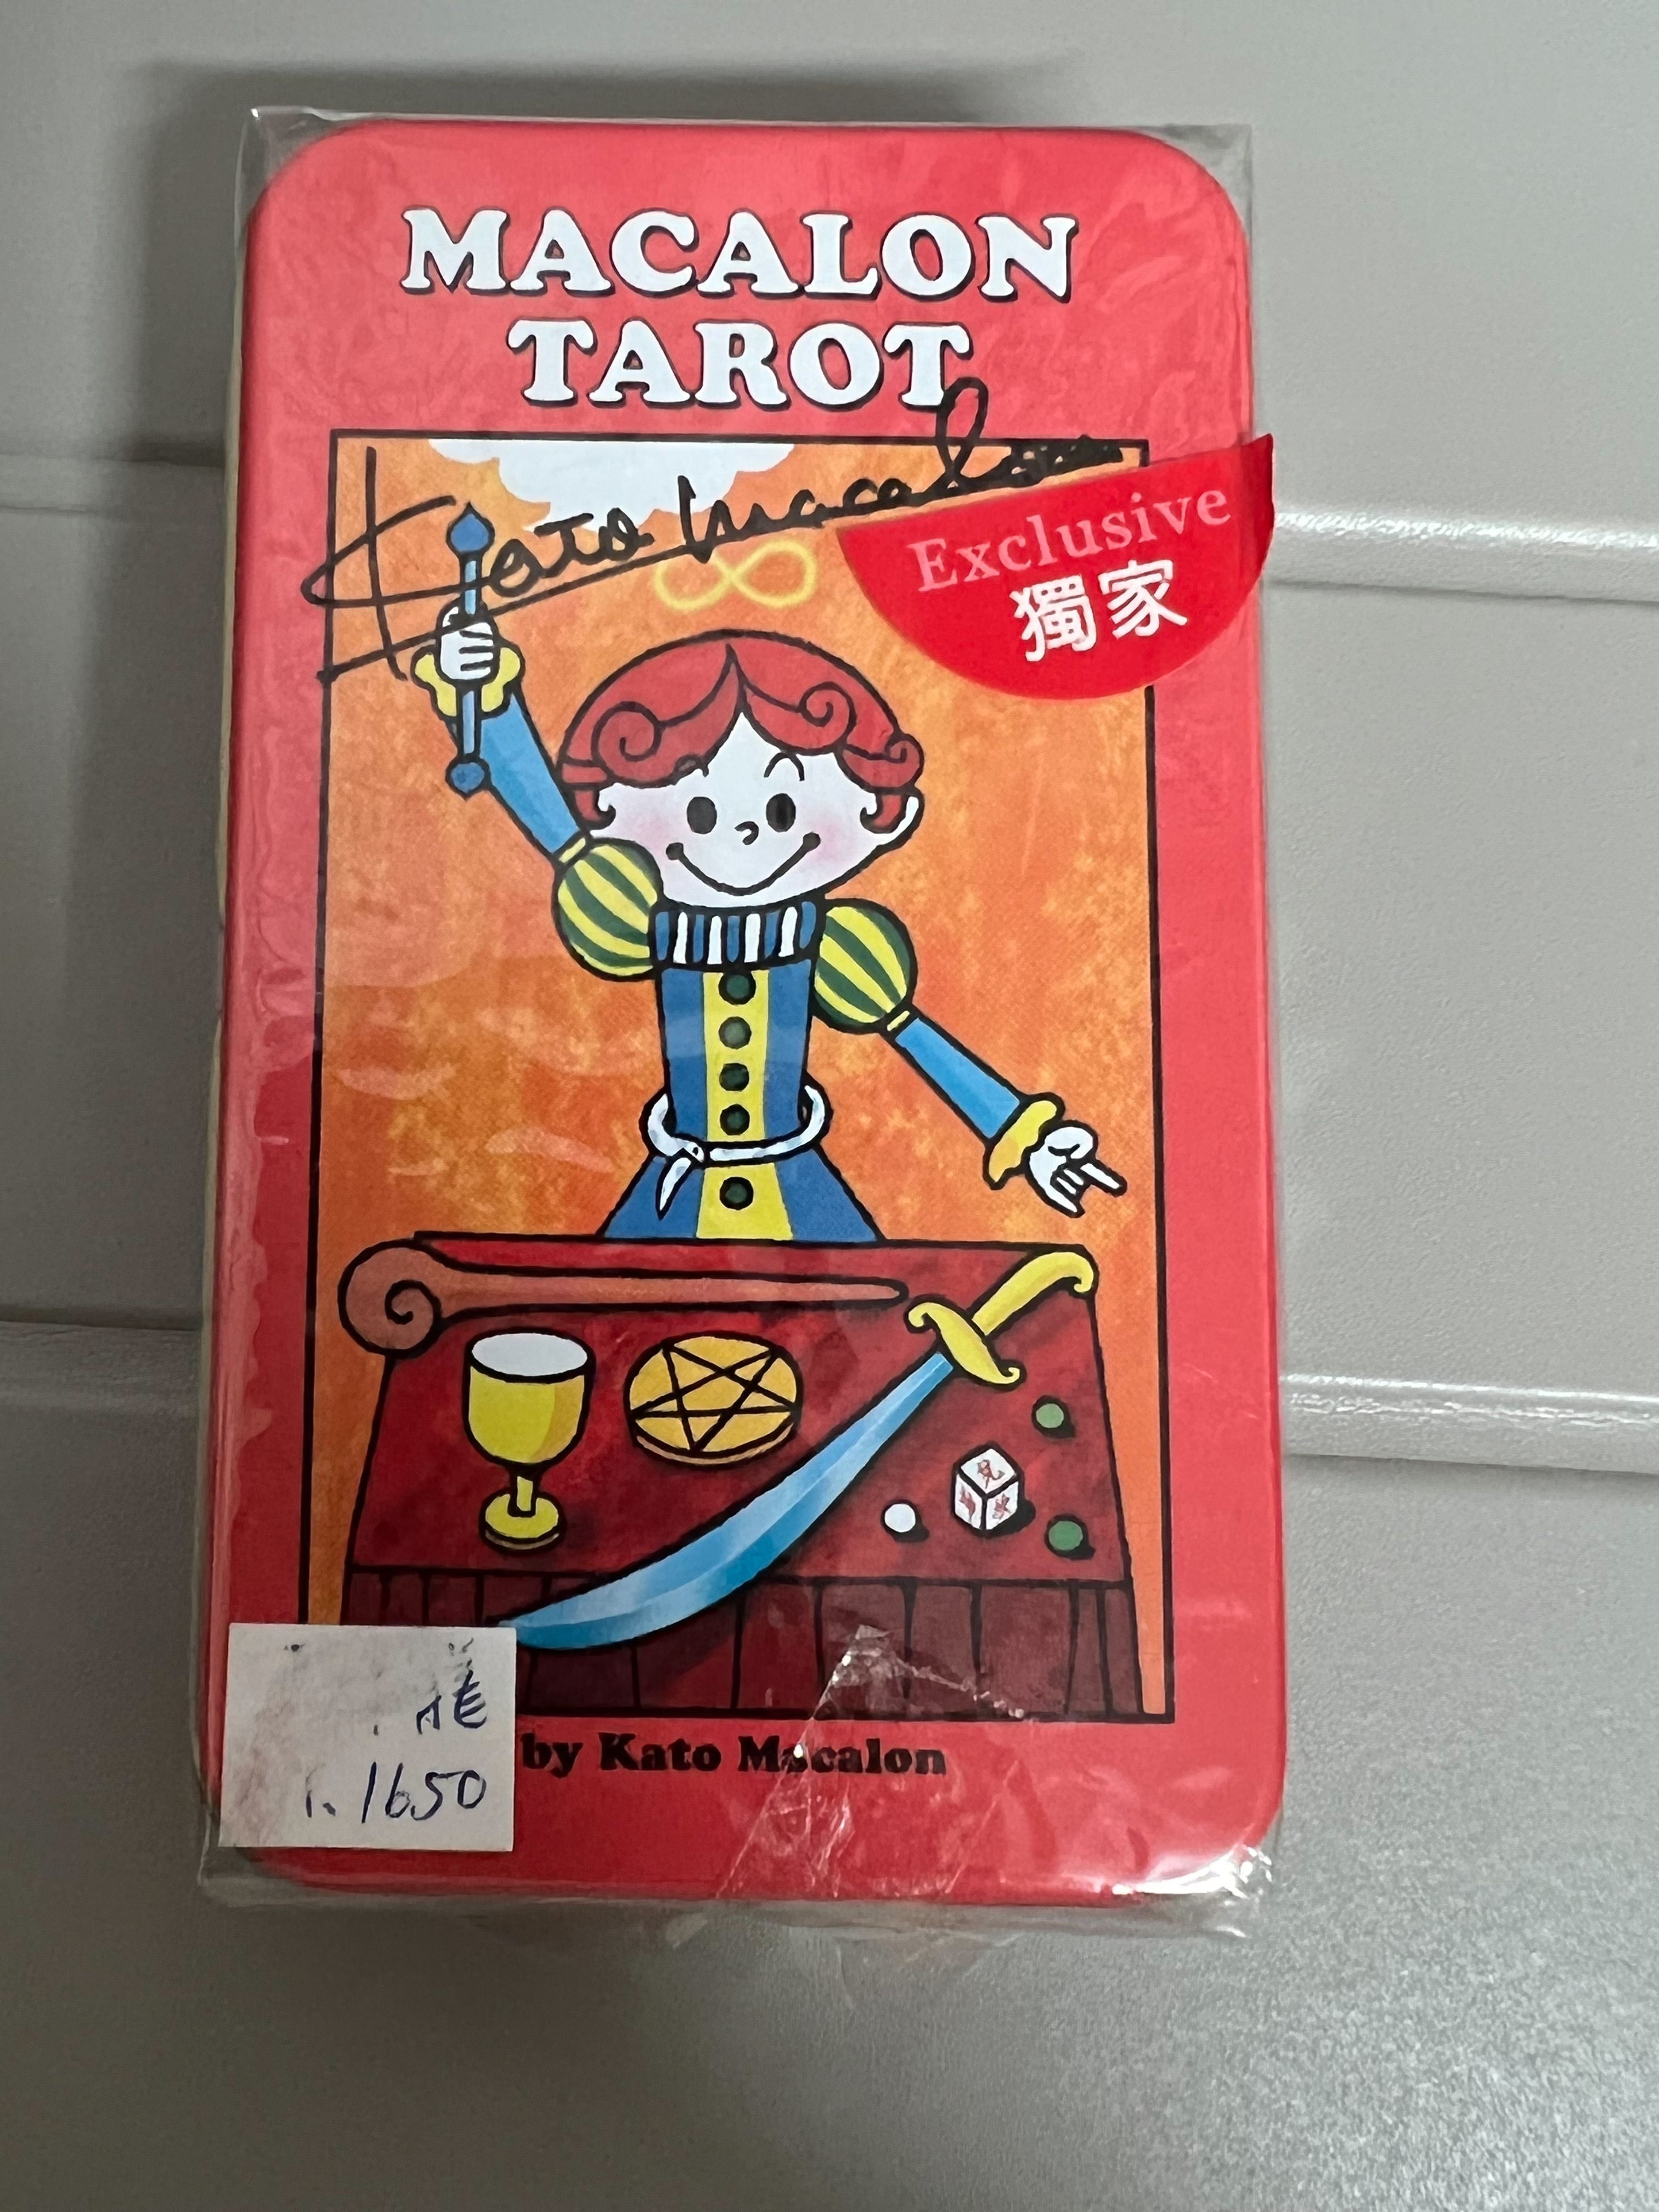 MACALON
TAROT
Kato Macalon
Exclusive
獨家
by Kato Macalon
1650